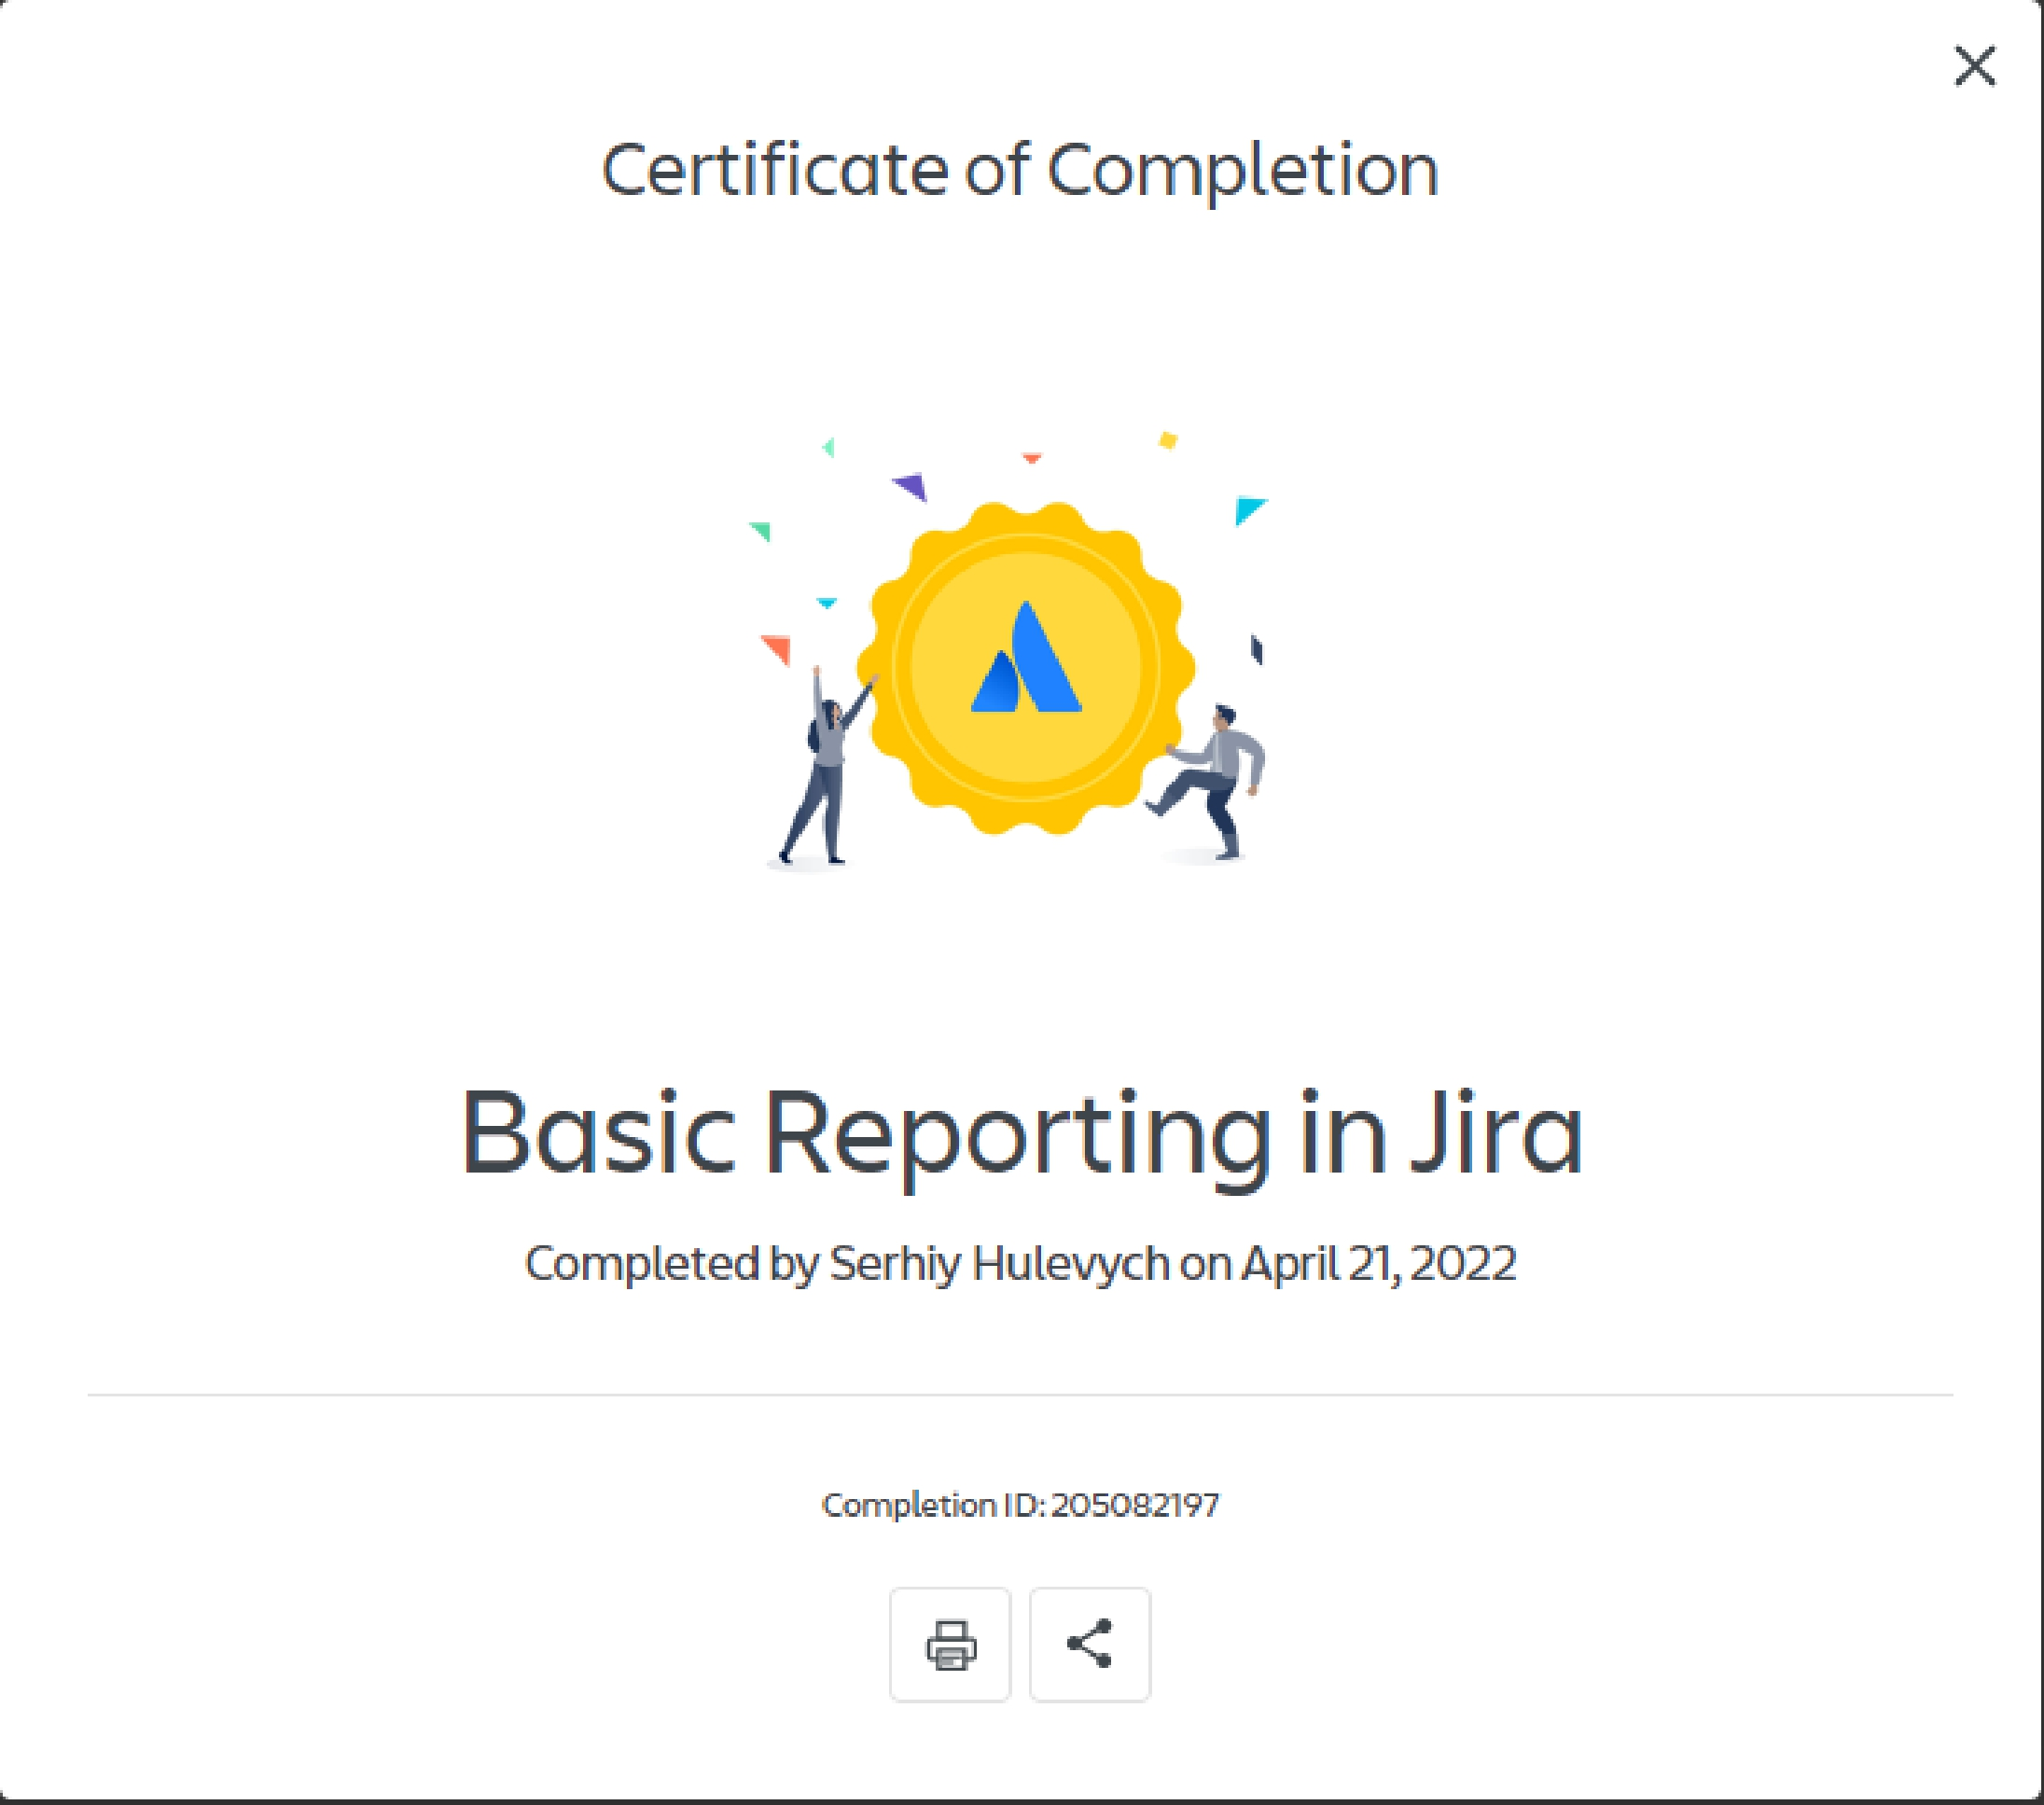 Certificate of Completion
Basic Reporting in Jira
Completed by Serhiy Hulevych on April 21, 2022
Completion ID: 205082197